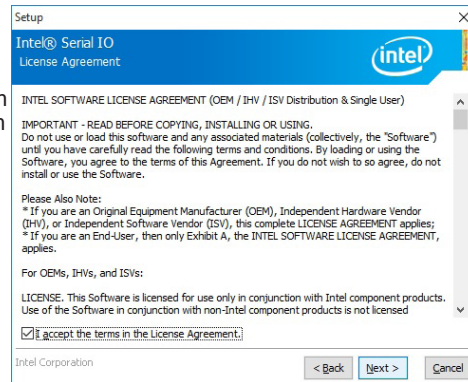 Setup
Intel® Serial IO
License Agreement
intel
INTEL SOFTWARE LICENSE AGREEMENT (OEM / IHV / ISV Distribution & Single User)
IMPORTANT - READ BEFORE COPYING, INSTALLING OR USING.
Do not use or load this software and any associated materials (collectively, the "Software")
until you have carefully read the following terms and conditions. By loading or using the
Software, you agree to the terms of this Agreement. If you do not wish to so agree, do not
install or use the Software.
Please Also Note:
* If you are an Original Equipment Manufacturer (OEM), Independent Hardware Vendor
(IHV), or Independent Software Vendor (ISV), this complete LICENSE AGREEMENT applies;
* If you are an End-User, then only Exhibit A, the INTEL SOFTWARE LICENSE AGREEMENT,
applies.
For OEMs, IHVs, and ISVs:
LICENSE. This Software is licensed for use only in conjunction with Intel component products.
Use of the Software in conjunction with non-Intel component products is not licensed
I accept the terms in the License Agreement.
Intel Corporation
< Back
Next >
Cancel